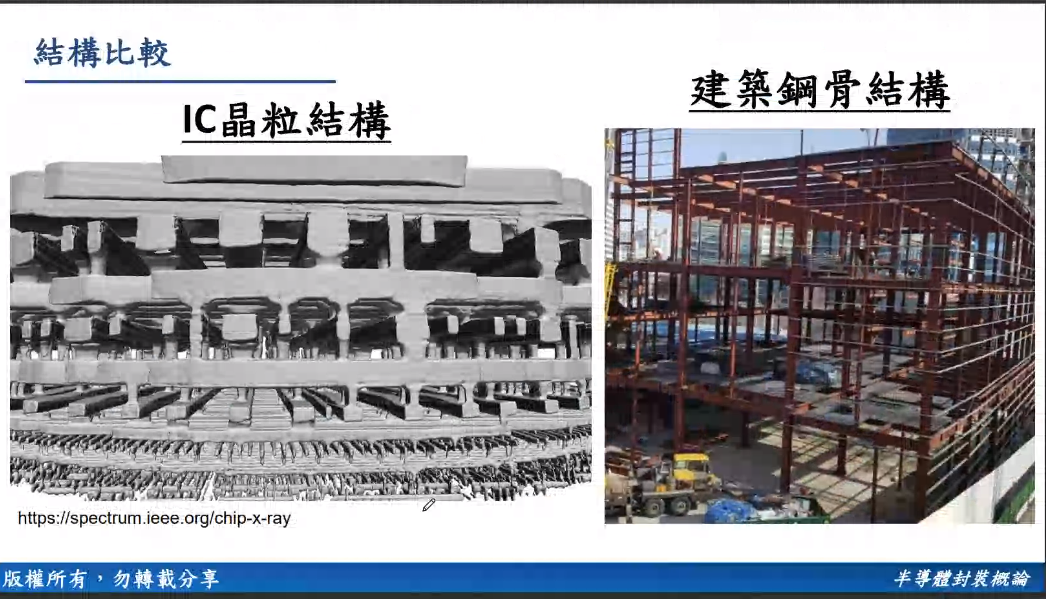 結構比較
IC晶粒結構
建築鋼骨結構
https://spectrum.ieee.org/chip-x-ray
版權所有，勿轉載分享
半導體封裝概論